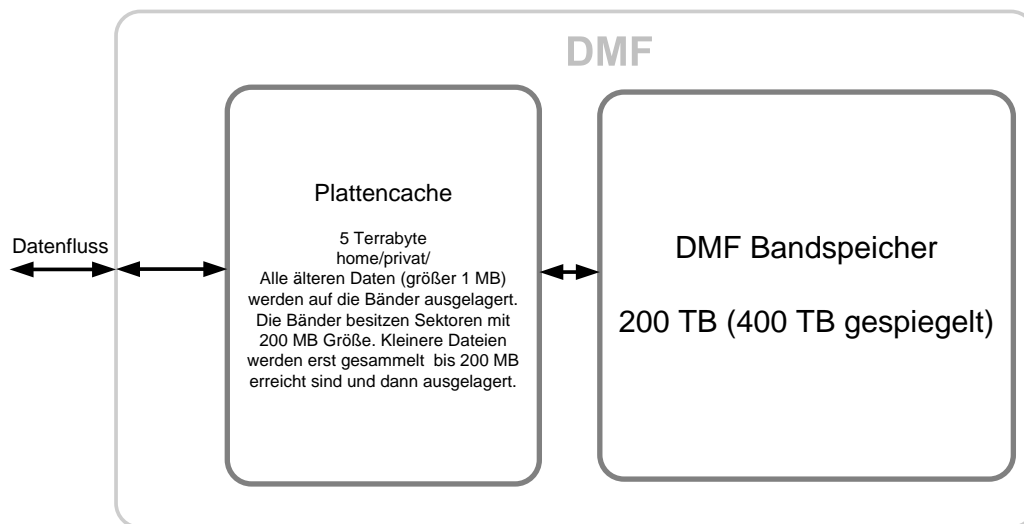 DMF
Datenfluss
Plattencache
5 Terrabyte
home/privat/
Alle älteren Daten (größer 1 MB)
werden auf die Bänder ausgelagert.
Die Bänder besitzen Sektoren mit
200 MB Größe. Kleinere Dateien
werden erst gesammelt bis 200 MB
erreicht sind und dann ausgelagert.
DMF Bandspeicher
200 TB (400 TB gespiegelt)